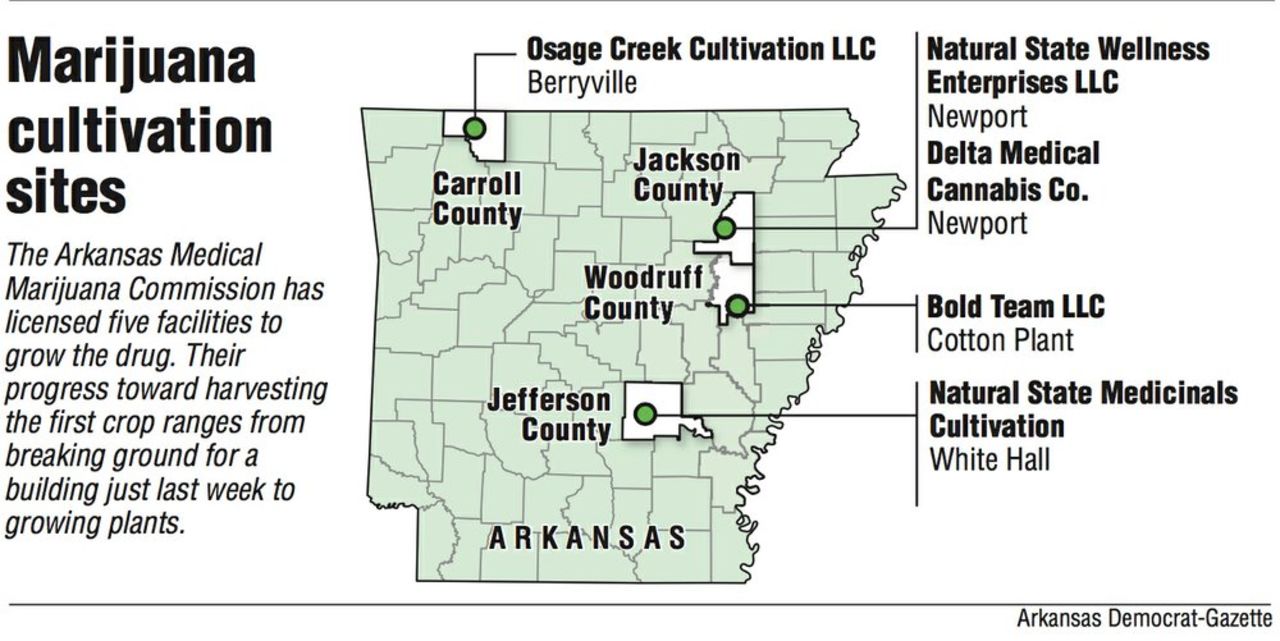 Marijuana
cultivation
sites
The Arkansas Medical
Marijuana Commission has
licensed five facilities to
grow the drug. Their
progress toward harvesting
the first crop ranges from
breaking ground for a
building just last week to
growing plants.
Osage Creek Cultivation LLC
Berryville
Carroll
County
Jackson
County
Woodruff
County
Jefferson
County
ARKANSAS
Natural State Wellness
Enterprises LLC
Newport
Delta Medical
Cannabis Co.
Newport
Bold Team LLC
Cotton Plant
Natural State Medicinals
Cultivation
White Hall
Arkansas Democrat-Gazette